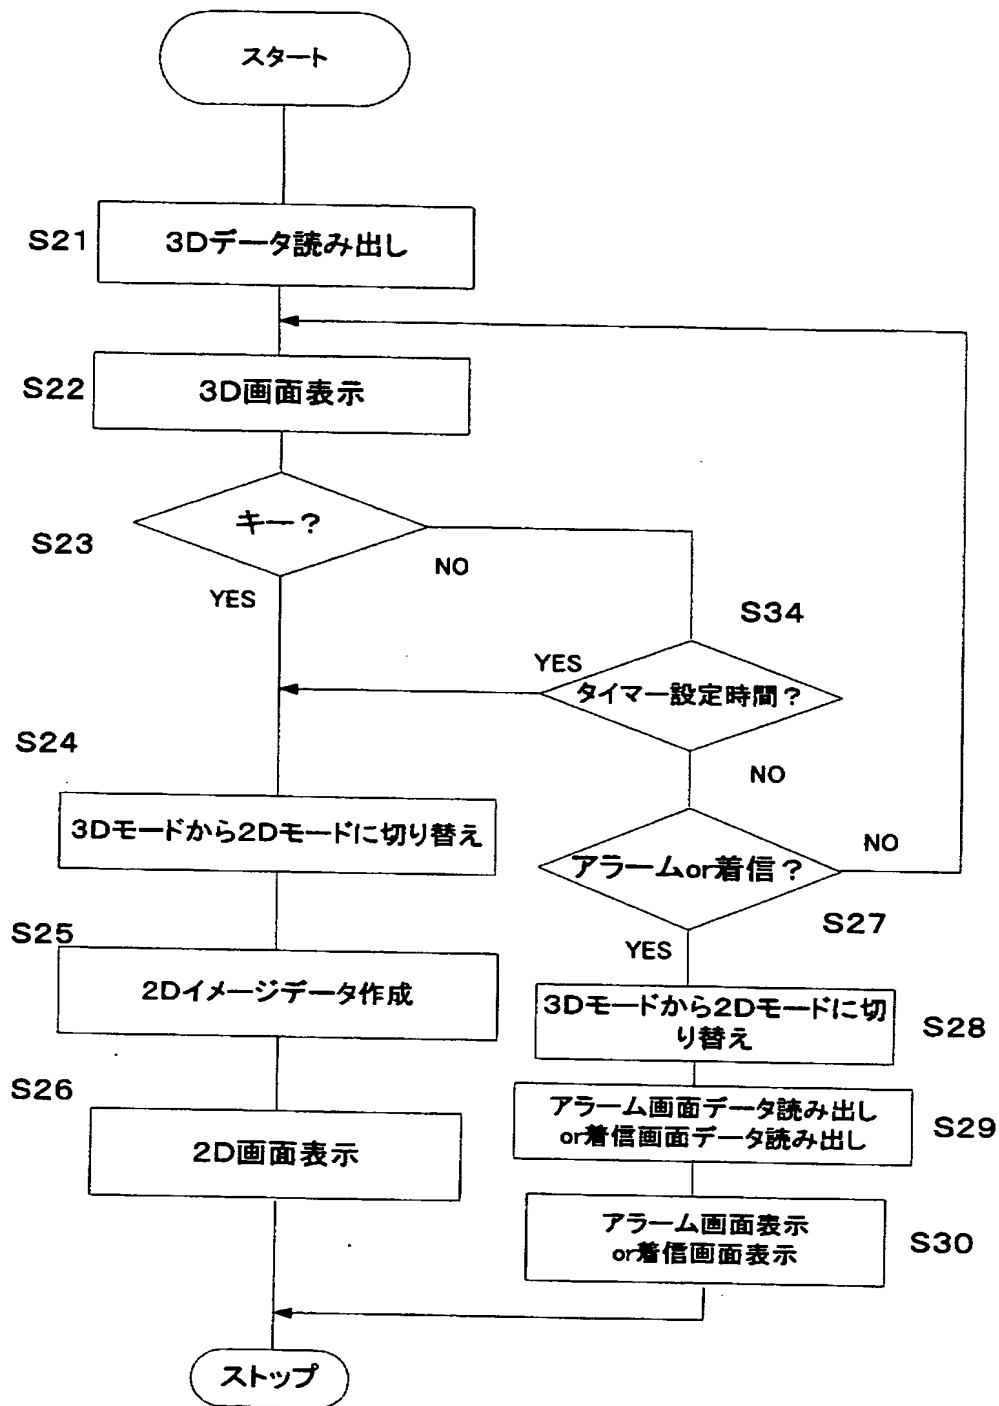 スタート
S21
3Dデータ読み出し
S22
3D画面表示
S23
キー？
NO
YES
S34
YES
タイマー設定時間？
NO
S24
3Dモードから2Dモードに切り替え
アラームor着信？
NO
S27
YES
S25
2Dイメージデータ作成
3Dモードから2Dモードに切
り替え
S28
S26
2D画面表示
アラーム画面データ読み出し
or着信画面データ読み出し
S29
アラーム画面表示
or着信画面表示
S30
ストップ